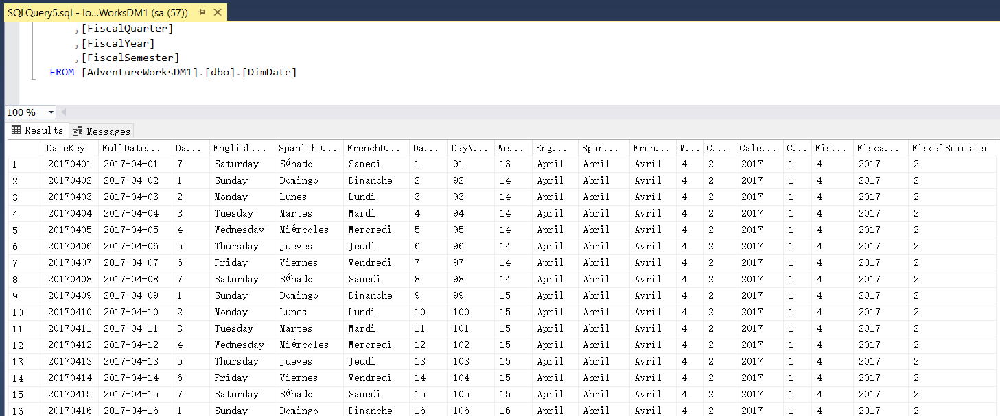 SQLQuery5.sql - lo...WorksDM1 (sa (57))
,[FiscalQuarter]
,[FiscalYear]
,[FiscalSemester]
FROM [AdventureWorksDM1].[dbo].[DimDate]
100 %
Results Messages
DateKey FullDate... Da... English... SpanishD... FrenchD... Da... DayN... We... Eng... Span... Fren... M... C... Cale... C... Fis... Fisca... FiscalSemester
1 20170401 2017-04-01 7 Saturday Sábado Samedi 1 91 13 April Abril Avril 4 2 2017 1 4 2017 2
2 20170402 2017-04-02 1 Sunday Domingo Dimanche 2 92 14 April Abril Avril 4 2 2017 1 4 2017 2
3 20170403 2017-04-03 2 Monday Lunes Lundi 3 93 14 April Abril Avril 4 2 2017 1 4 2017 2
4 20170404 2017-04-04 3 Tuesday Martes Mardi 4 94 14 April Abril Avril 4 2 2017 1 4 2017 2
5 20170405 2017-04-05 4 Wednesday Miércoles Mercredi 5 95 14 April Abril Avril 4 2 2017 1 4 2017 2
6 20170406 2017-04-06 5 Thursday Jueves Jeudi 6 96 14 April Abril Avril 4 2 2017 1 4 2017 2
7 20170407 2017-04-07 6 Friday Viernes Vendredi 7 97 14 April Abril Avril 4 2 2017 1 4 2017 2
8 20170408 2017-04-08 7 Saturday Sábado Samedi 8 98 14 April Abril Avril 4 2 2017 1 4 2017 2
9 20170409 2017-04-09 1 Sunday Domingo Dimanche 9 99 15 April Abril Avril 4 2 2017 1 4 2017 2
10 20170410 2017-04-10 2 Monday Lunes Lundi 10 100 15 April Abril Avril 4 2 2017 1 4 2017 2
11 20170411 2017-04-11 3 Tuesday Martes Mardi 11 101 15 April Abril Avril 4 2 2017 1 4 2017 2
12 20170412 2017-04-12 4 Wednesday Miércoles Mercredi 12 102 15 April Abril Avril 4 2 2017 1 4 2017 2
13 20170413 2017-04-13 5 Thursday Jueves Jeudi 13 103 15 April Abril Avril 4 2 2017 1 4 2017 2
14 20170414 2017-04-14 6 Friday Viernes Vendredi 14 104 15 April Abril Avril 4 2 2017 1 4 2017 2
15 20170415 2017-04-15 7 Saturday Sábado Samedi 15 105 15 April Abril Avril 4 2 2017 1 4 2017 2
16 20170416 2017-04-16 1 Sunday Domingo Dimanche 16 106 16 April Abril Avril 4 2 2017 1 4 2017 2